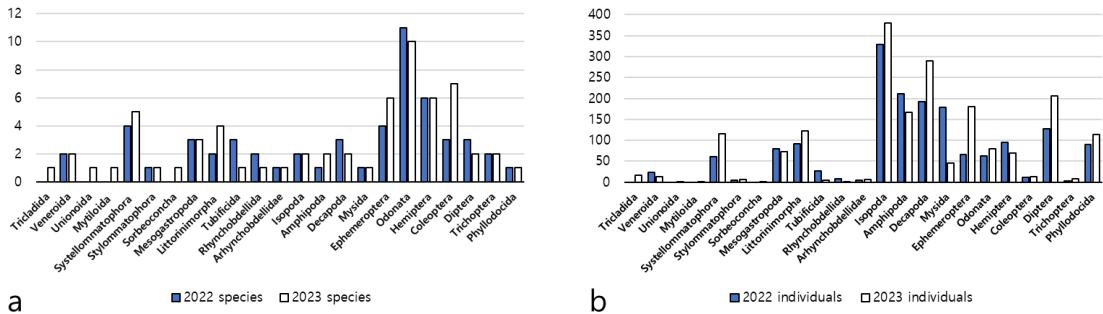 12
10
8
6
4
2
0
Tricladida
Veneroida
Unionoida
Mytiloida
Systellommatophora
Stylommatophora
Sorbeoconcha
Mesogastropoda
Littorinimorpha
Tubificida
Rhynchobdellida
Arhynchobdellidae
Isopoda
Amphipoda
Decapoda
Mysida
Ephemeroptera
Odonata
Hemiptera
Coleoptera
Diptera
Trichoptera
Phyllodocida
2022 species
2023 species
a
400
350
300
250
200
150
100
50
0
Tricladida
Veneroida
Unionoida
Mytiloida
Systellommatophora
Stylommatophora
Sorbeoconcha
Mesogastropoda
Littorinimorpha
Tubificida
Rhynchobdellida
Arhynchobdellidae
Isopoda
Amphipoda
Decapoda
Mysida
Ephemeroptera
Odonata
Hemiptera
Coleoptera
Diptera
Trichoptera
Phyllodocida
2022 individuals
2023 individuals
b